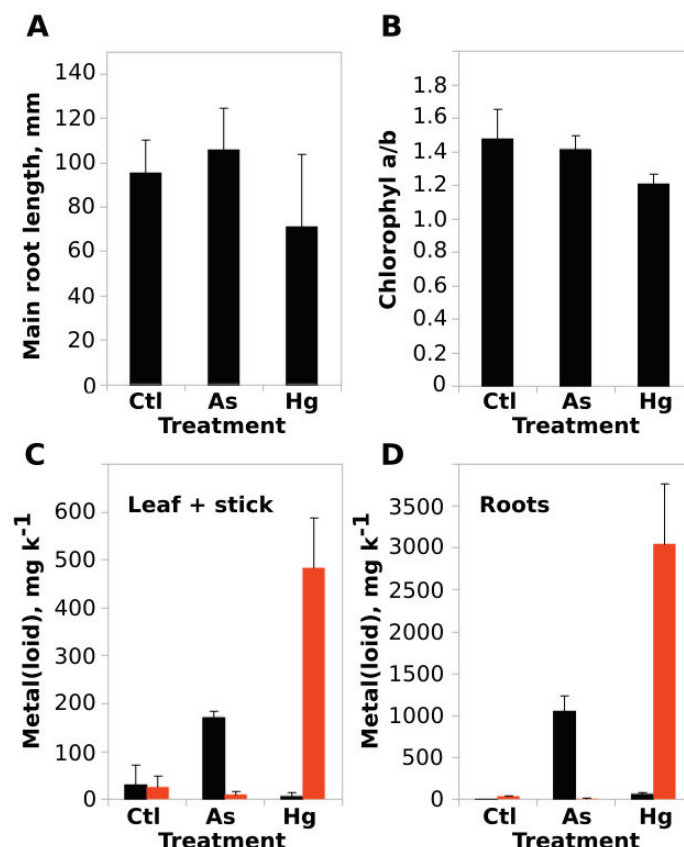 A
Main root length, mm
140
120
100
80
60
40
20
0
Ctl As Hg
Treatment
B
Chlorophyl a/b
1.8
1.6
1.4
1.2
1.0
0.8
0.6
0.4
0.2
0
Ctl As Hg
Treatment
C
Leaf + stick
Metal(loid), mg k-1
600
500
400
300
200
100
0
Ctl As Hg
Treatment
D
Roots
Metal(loid), mg k-1
3500
3000
2500
2000
1500
1000
500
0
Ctl As Hg
Treatment